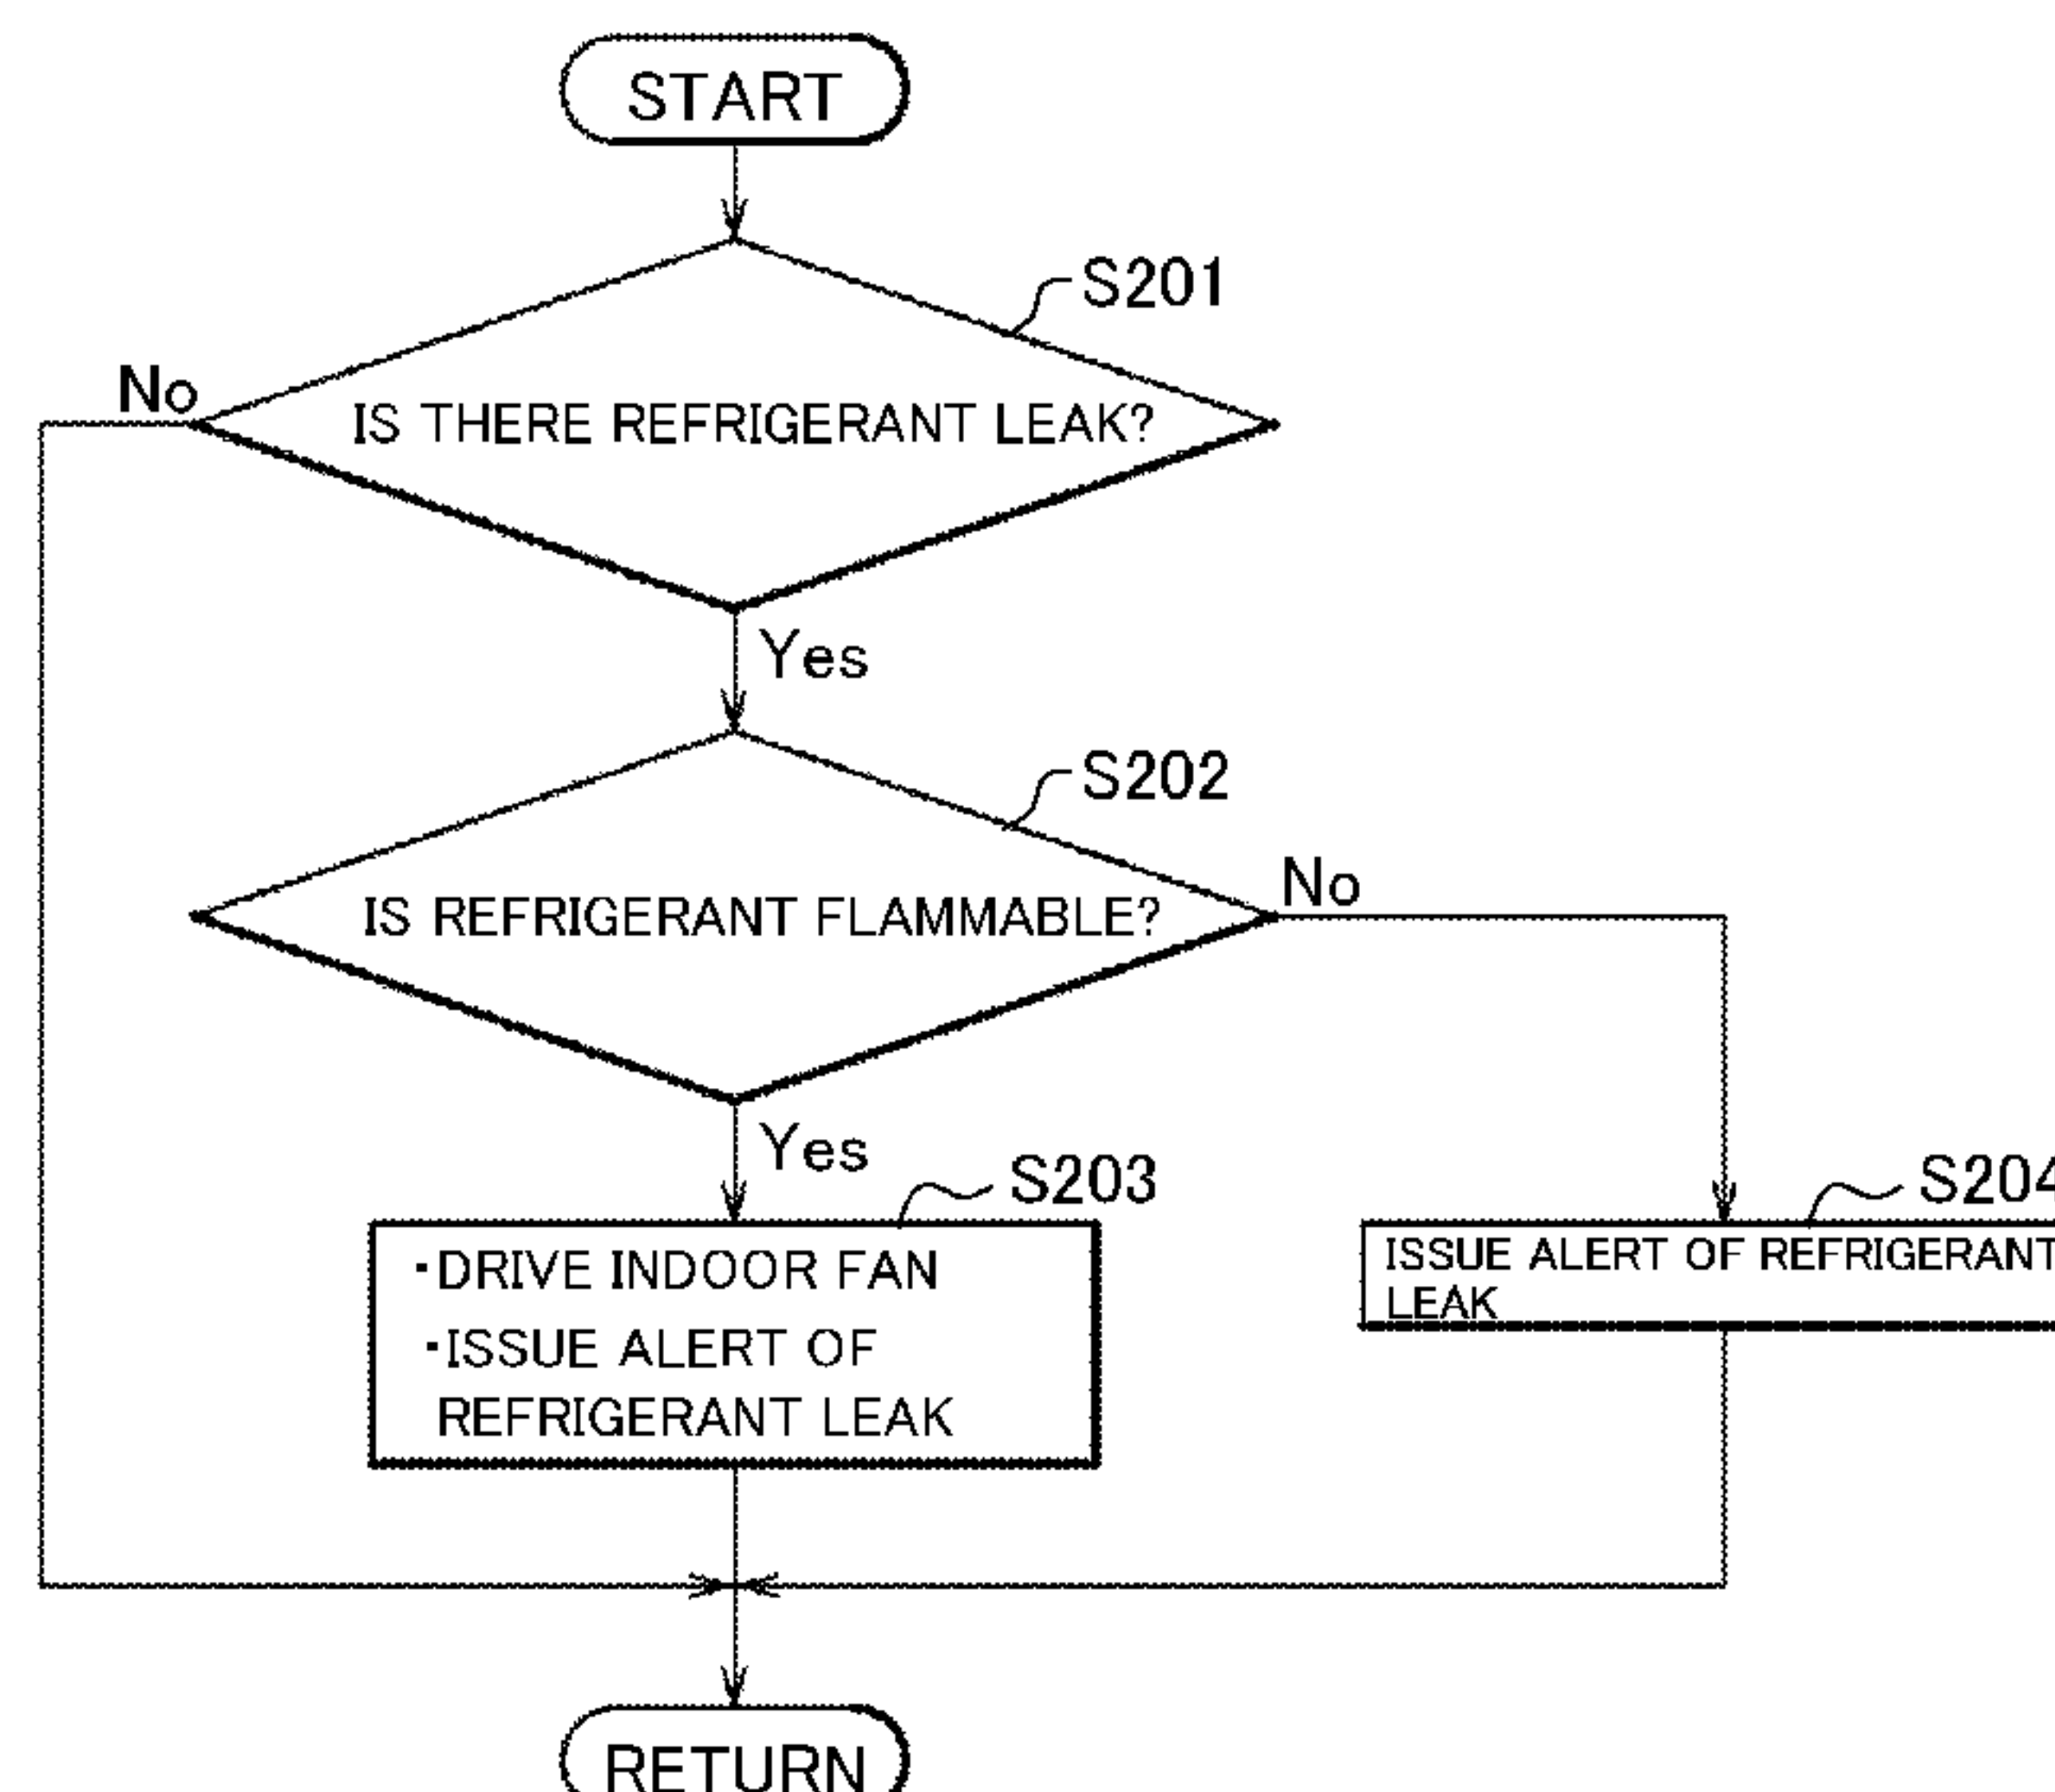 START
S201
No
IS THERE REFRIGERANT LEAK?
Yes
S202
No
IS REFRIGERANT FLAMMABLE?
Yes
S203
S204
・DRIVE INDOOR FAN
・ISSUE ALERT OF
REFRIGERANT LEAK
ISSUE ALERT OF REFRIGERANT
LEAK
RETURN